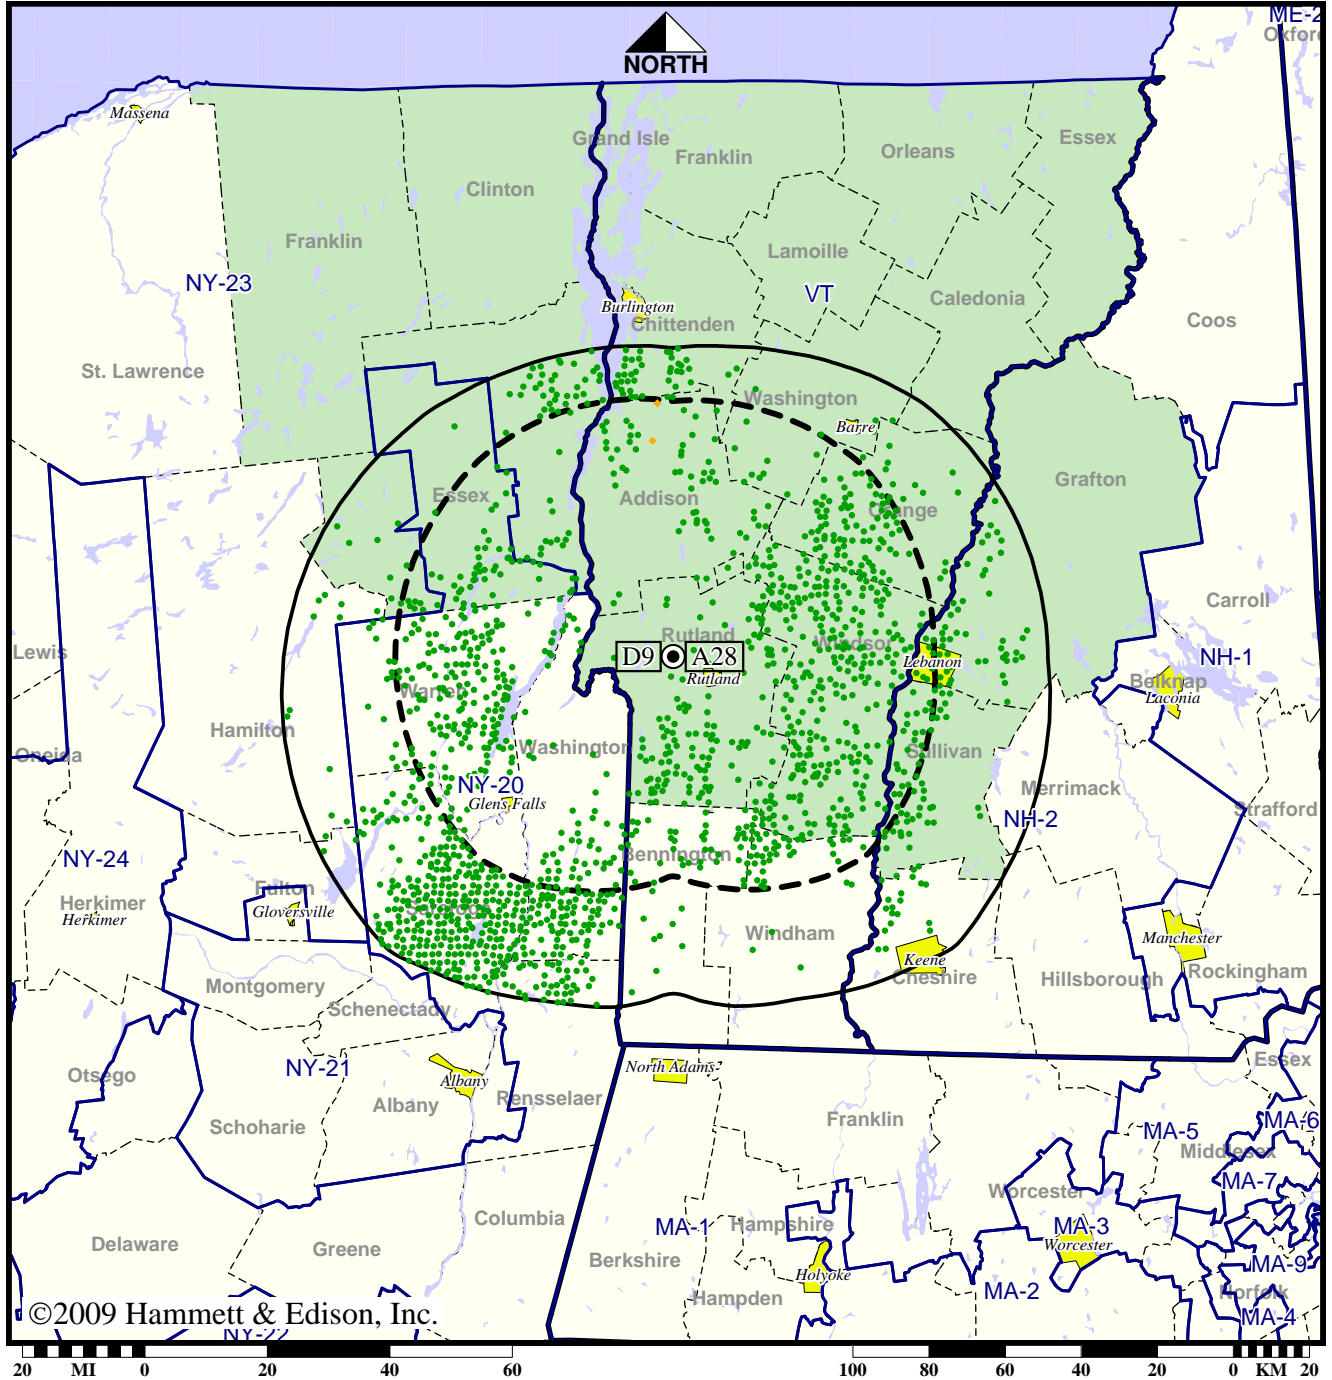 ME-2
Oxford
NORTH
Massena
Grand Isle
Franklin
Orleans
Essex
Clinton
Franklin
Lamoille
NY-23
VT
Caledonia
Burlington
Chittenden
Coos
St. Lawrence
Washington
Barre
Essex
Addison
Orange
Grafton
Carroll
Lewis
Rutland
Windsor
D9
A28
Rutland
Lebanon
NH-1
Warren
Belknap
Laconia
Hamilton
Washington
Sullivan
Oneida
NY-20
Glens Falls
Merrimack
Strafford
NH-2
NY-24
Bennington
Fulton
Herkimer
Herkimer
Gloversville
Saratoga
Windham
Manchester
Keene
Cheshire
Hillsborough
Rockingham
Montgomery
Schenectady
NY-21
Otsego
Albany
North Adams
Essex
Albany
Rensselaer
Schoharie
Franklin
MA-5
MA-6
Middlesex
MA-7
Worcester
Columbia
MA-1
Hampshire
MA-3
Worcester
Delaware
Greene
Berkshire
Holyoke
MA-9
MA-2
Norfolk
Hampden
MA-4
©2009 Hammett & Edison, Inc.
NY-22
20 MI 0 20 40 60 100 80 60 40 20 0 KM 20